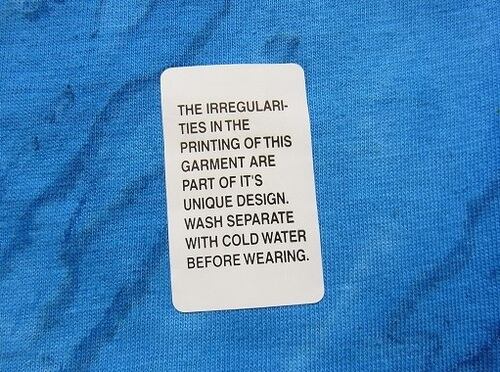 THE IRREGULARI-
TIES IN THE
PRINTING OF THIS
GARMENT ARE
PART OF IT'S
UNIQUE DESIGN.
WASH SEPARATE
WITH COLD WATER
BEFORE WEARING.